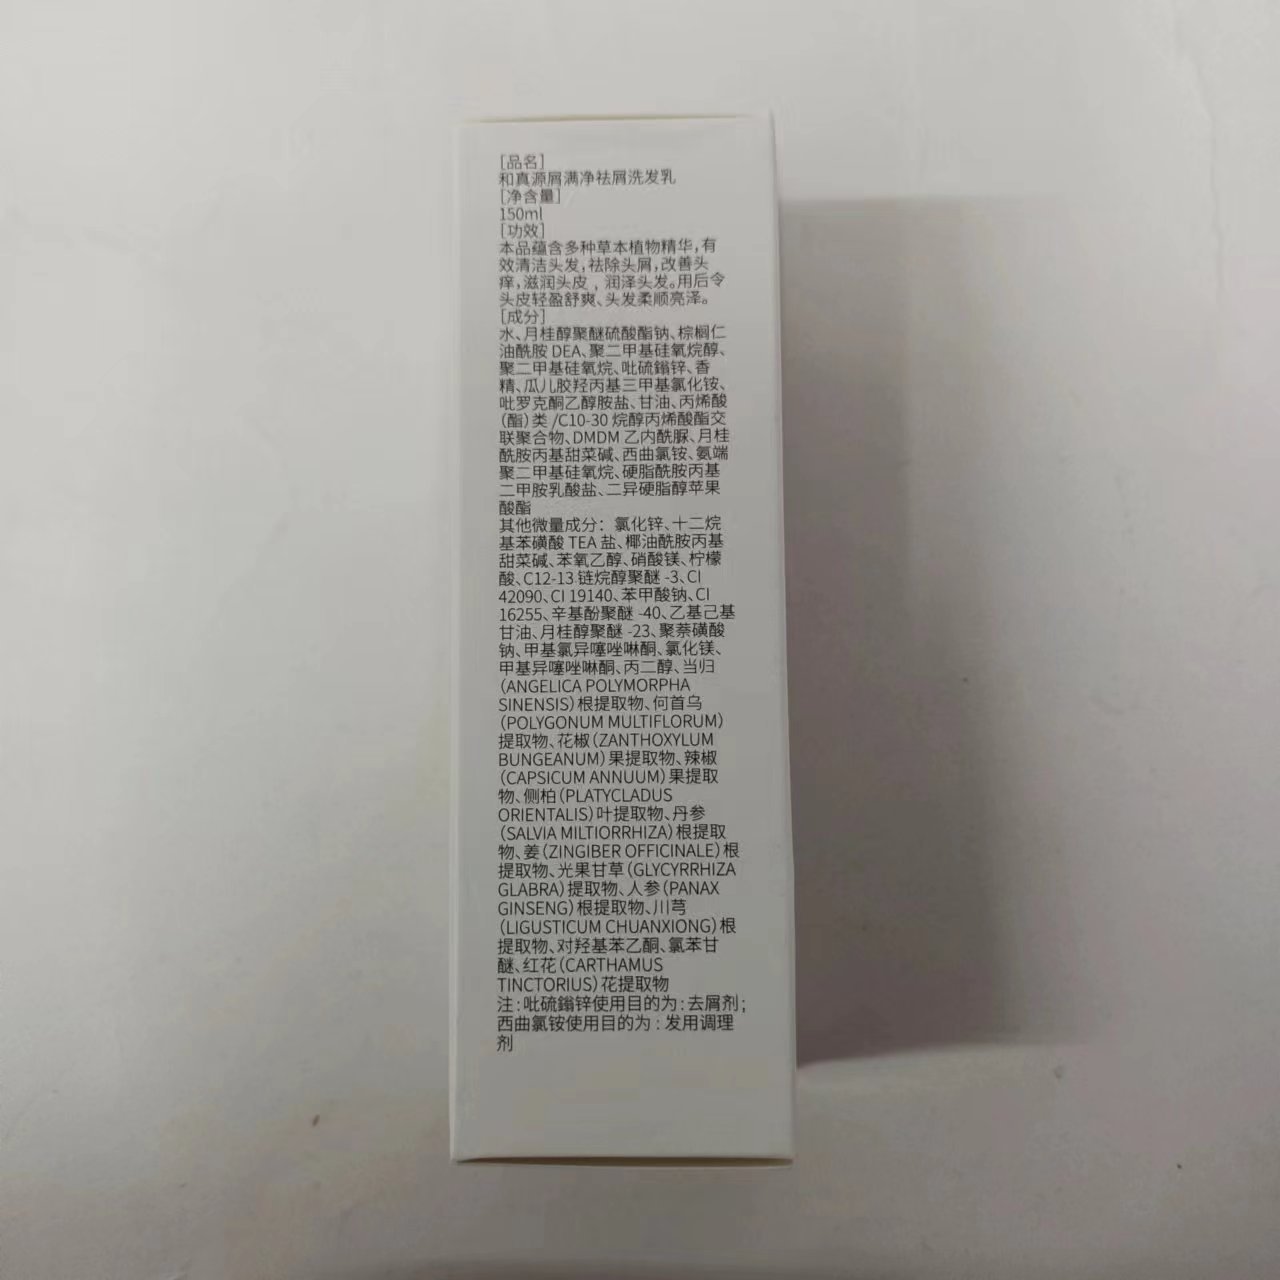 [品名]
和真源屑满净祛屑洗发乳
[净含量]
150ml
[功效]
本品蕴含多种草本植物精华,有
效清洁头发,祛除头屑,改善头
痒,滋润头皮，润泽头发。用后令
头皮轻盈舒爽、头发柔顺亮泽。
[成分]
水、月桂醇聚醚硫酸酯钠、棕榈仁
油酰胺 DEA、聚二甲基硅氧烷醇、
聚二甲基硅氧烷、吡硫鎓锌、香
精、瓜儿胶羟丙基三甲基氯化铵、
吡罗克酮乙醇胺盐、甘油、丙烯酸
(酯)类 /C10-30 烷醇丙烯酸酯交
联聚合物、DMDM 乙内酰脲、月桂
酰胺丙基甜菜碱、西曲氯铵、氨端
聚二甲基硅氧烷、硬脂酰胺丙基
二甲胺乳酸盐、二异硬脂醇苹果
酸酯
其他微量成分：氯化锌、十二烷
基苯磺酸 TEA 盐、椰油酰胺丙基
甜菜碱、苯氧乙醇、硝酸镁、柠檬
酸、C12-13 链烷醇聚醚 -3、CI
42090、CI 19140、苯甲酸钠、CI
16255、辛基酚聚醚 -40、乙基己基
甘油、月桂醇聚醚 -23、聚萘磺酸
钠、甲基氯异噻唑啉酮、氯化镁、
甲基异噻唑啉酮、丙二醇、当归
(ANGELICA POLYMORPHA
SINENSIS)根提取物、何首乌
(POLYGONUM MULTIFLORUM)
提取物、花椒(ZANTHOXYLUM
BUNGEANUM)果提取物、辣椒
(CAPSICUM ANNUUM)果提取
物、侧柏(PLATYCLADUS
ORIENTALIS)叶提取物、丹参
(SALVIA MILTIORRHIZA)根提取
物、姜(ZINGIBER OFFICINALE)根
提取物、光果甘草(GLYCYRRHIZA
GLABRA)提取物、人参(PANAX
GINSENG)根提取物、川芎
(LIGUSTICUM CHUANXIONG)根
提取物、对羟基苯乙酮、氯苯甘
醚、红花(CARTHAMUS
TINCTORIUS)花提取物
注:吡硫鎓锌使用目的为:去屑剂;
西曲氯铵使用目的为:发用调理
剂